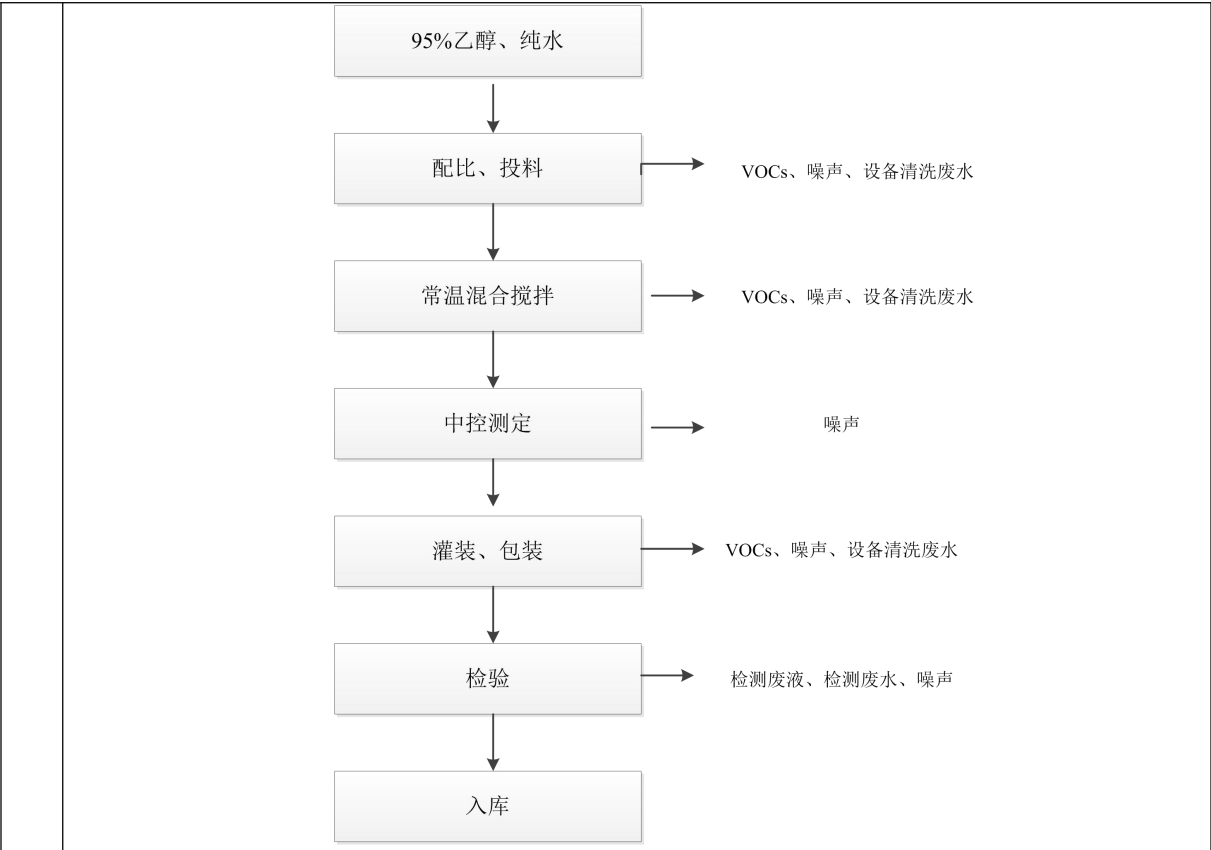 95%乙醇、纯水
配比、投料
VOCs、噪声、设备清洗废水
常温混合搅拌
VOCs、噪声、设备清洗废水
中控测定
噪声
灌装、包装
VOCs、噪声、设备清洗废水
检验
检测废液、检测废水、噪声
入库